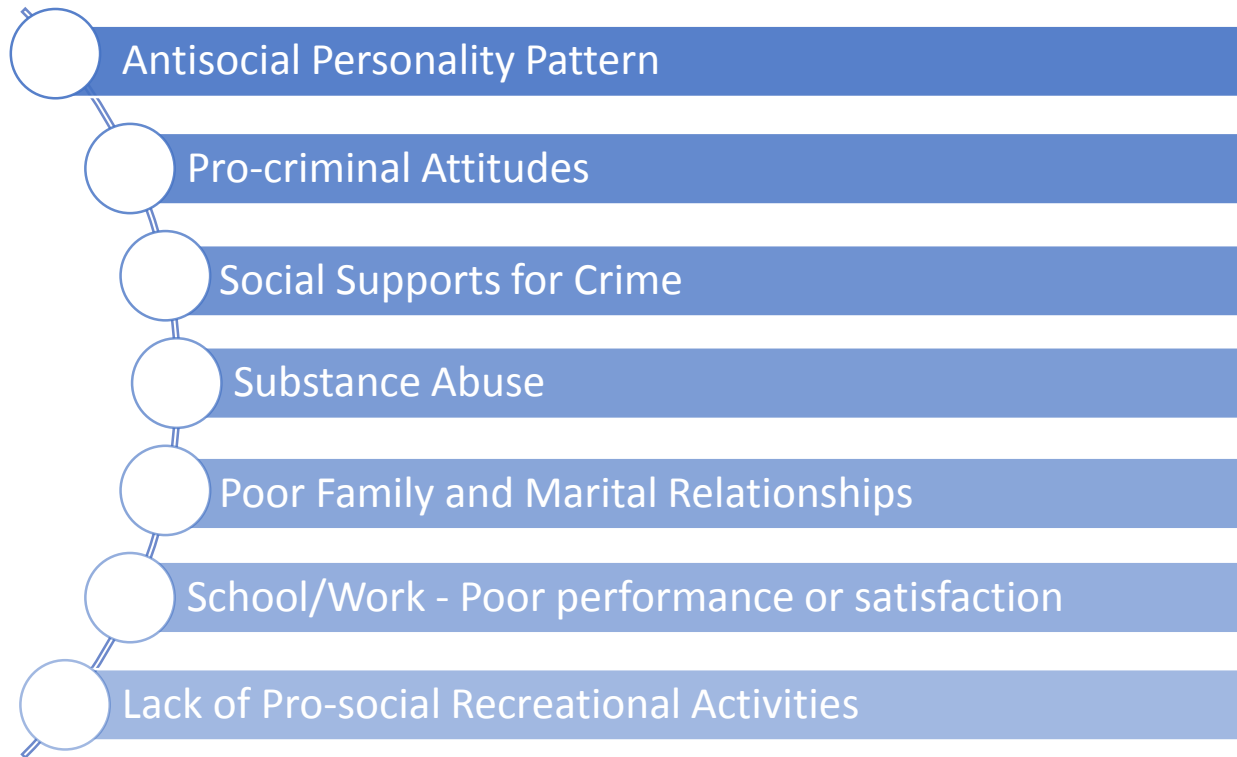 Antisocial Personality Pattern
Pro-criminal Attitudes
Social Supports for Crime
Substance Abuse
Poor Family and Marital Relationships
School/Work - Poor performance or satisfaction
Lack of Pro-social Recreational Activities